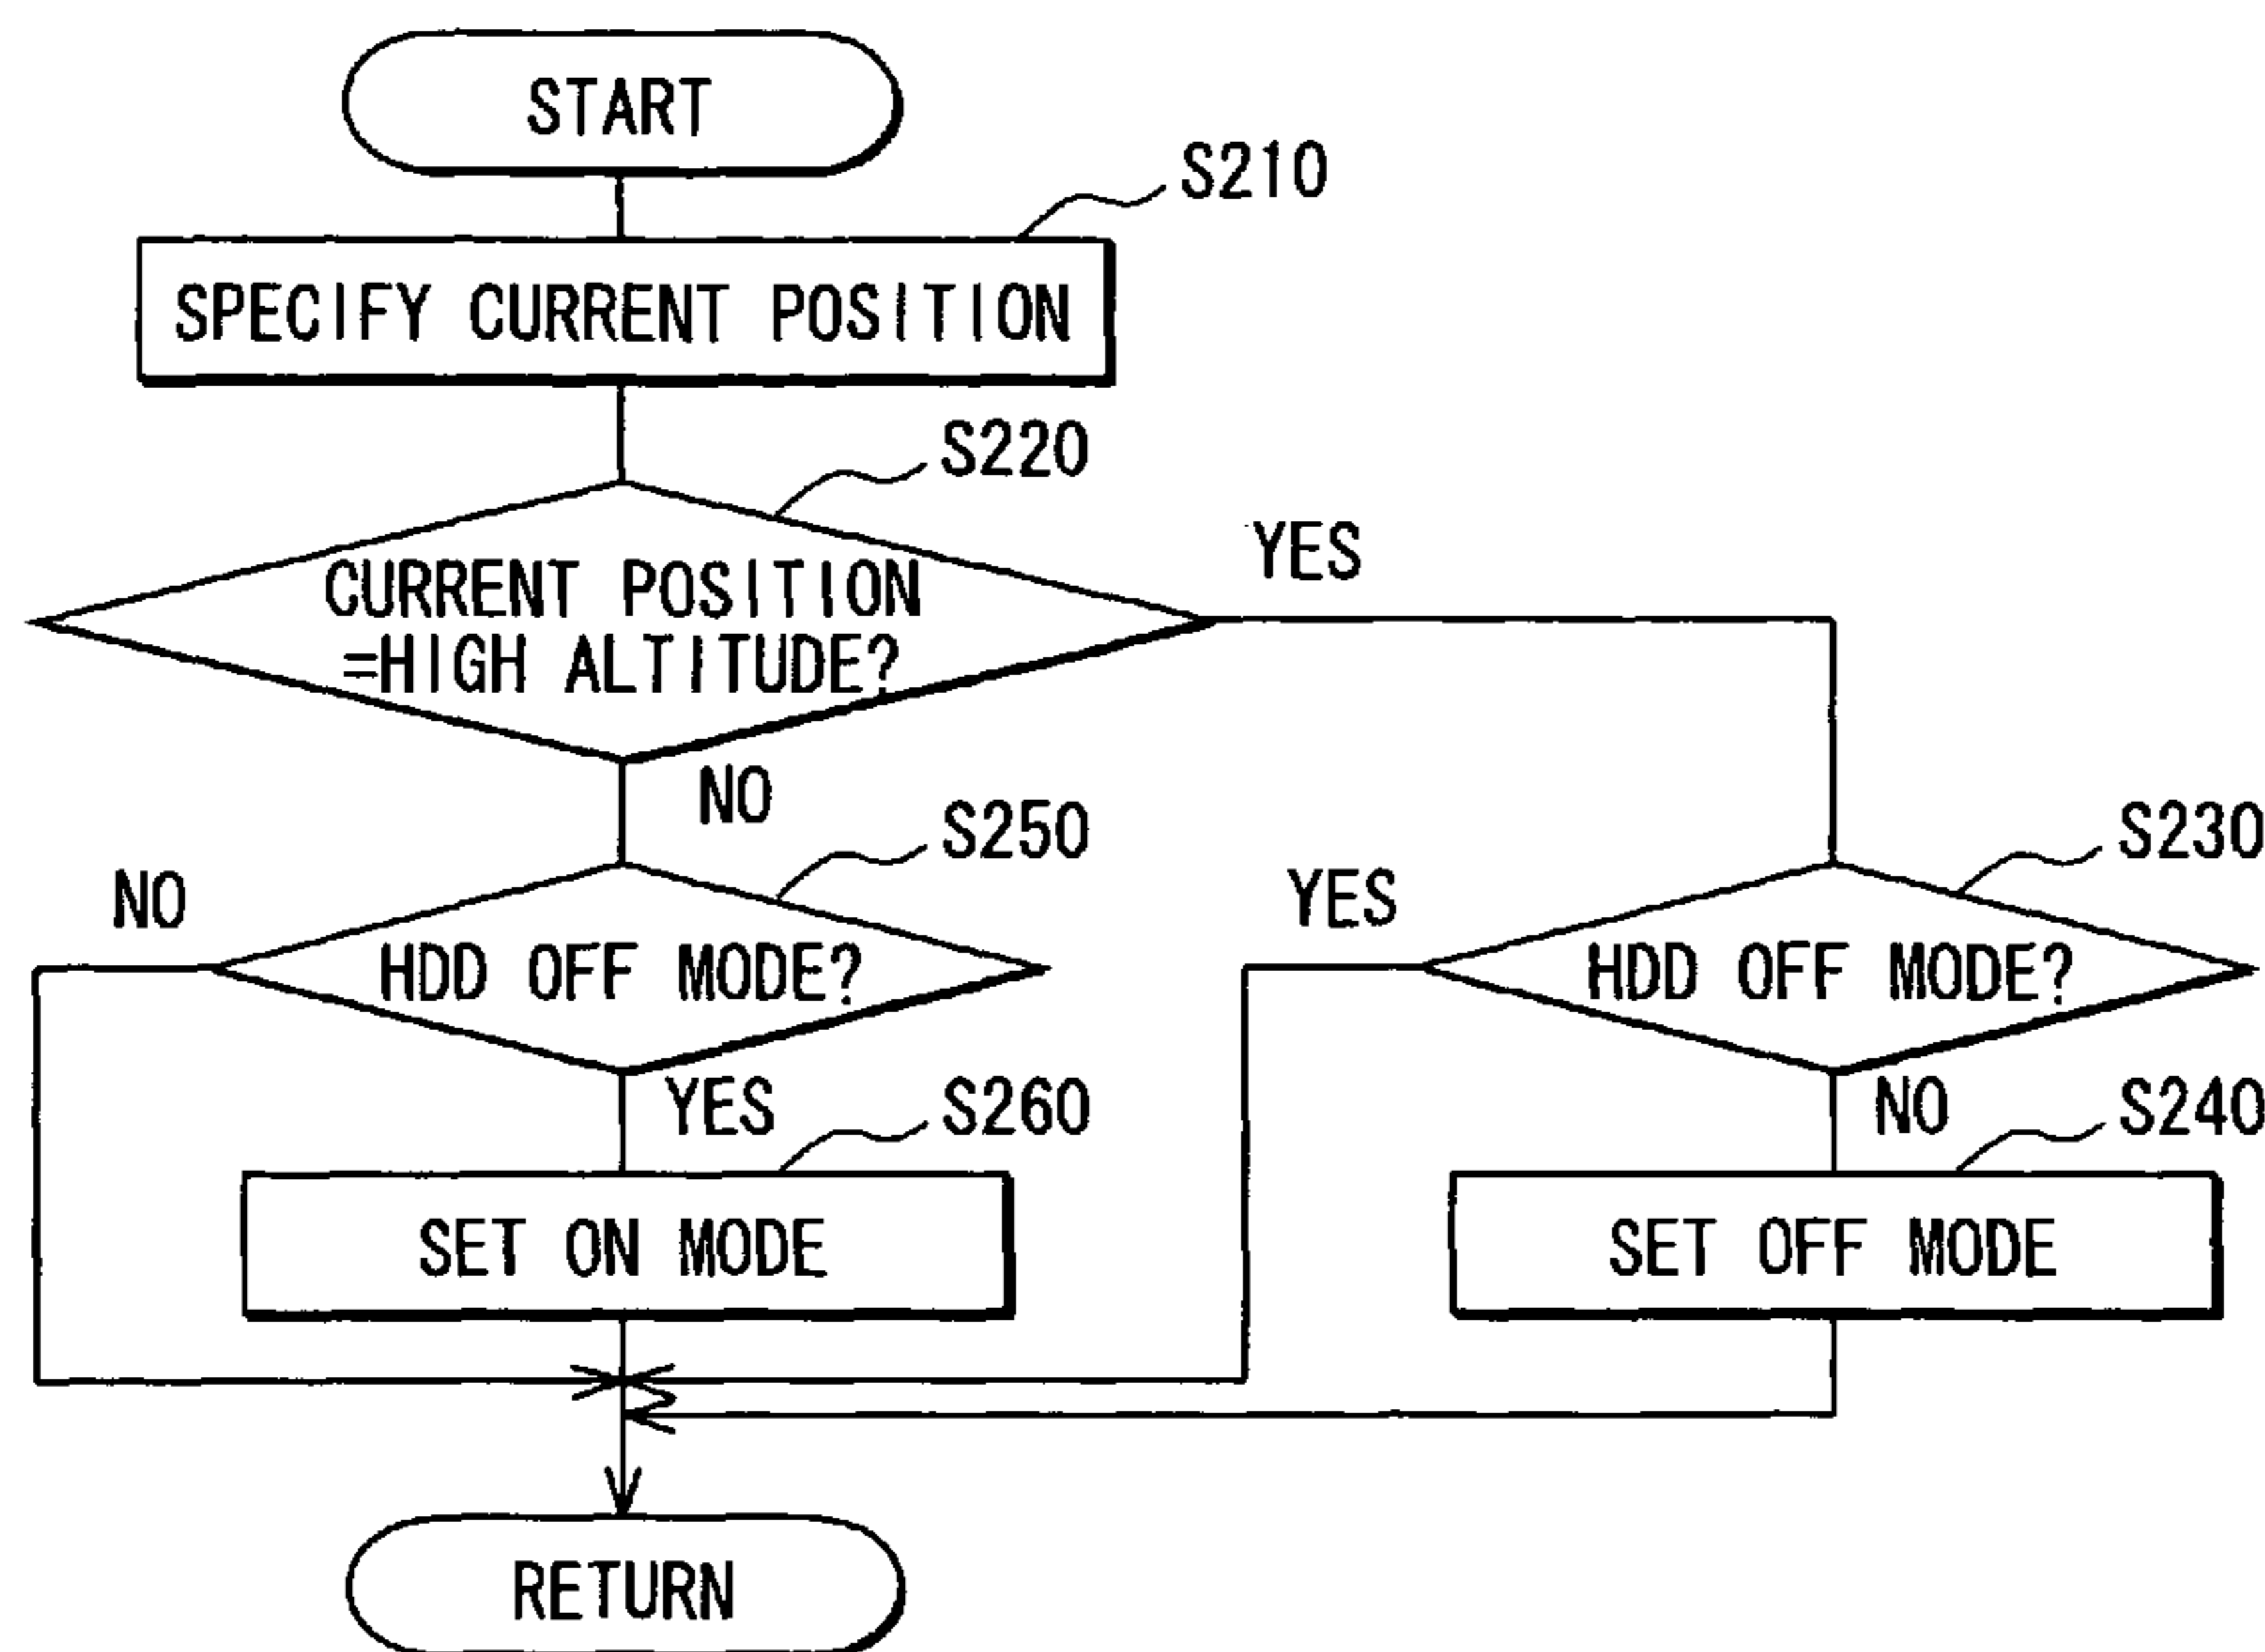 START
S210
SPECIFY CURRENT POSITION
S220
YES
CURRENT POSITION
=HIGH ALTITUDE?
NO
S250
S230
NO
YES
HDD OFF MODE?
HDD OFF MODE?
YES
S260
NO
S240
SET ON MODE
SET OFF MODE
RETURN